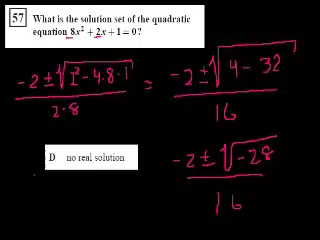 57 What is the solution set of the quadratic
equation 8x² + 2x + 1 = 0?
(-2 ± √(2² - 4·8·1))/(2·8) = (-2 ± √(4 - 32))/16
D no real solution
(-2 ± √(-28))/16